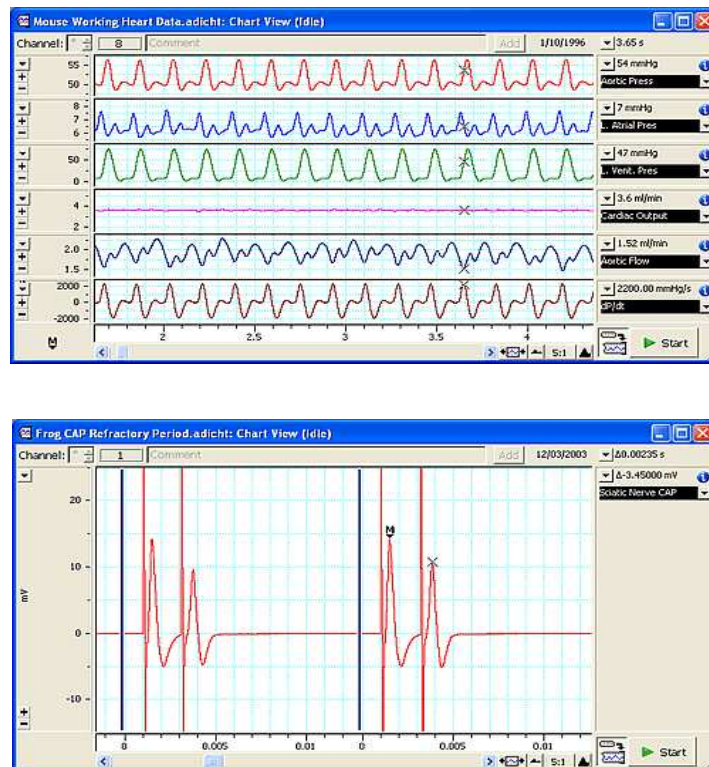 Mouse Working Heart Data.adicht: Chart View (Idle)
Channel: 8 Comment Add 1/10/1996 3.65 s
55
50
54 mmHg
Aortic Press
8
7
6
7 mmHg
L. Atrial Pres
50
0
47 mmHg
L. Vent. Pres
4
2
3.6 ml/min
Cardiac Output
2.0
1.5
1.52 ml/min
Aortic Flow
2000
0
-2000
2200.00 mmHg/s
dP/dt
M
2 2.5 3 3.5 4
5:1
Start
Frog CAP Refractory Period.adicht: Chart View (Idle)
Channel: 1 Comment Add 12/03/2003 Δ0.00235 s
Δ-3.45000 mV
Sciatic Nerve CAP
20
10
0
-10
mV
M
0 0.005 0.01 0 0.005 0.01
5:1
Start